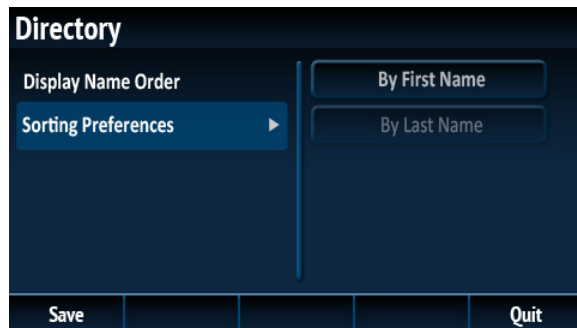 Directory
Display Name Order
Sorting Preferences
By First Name
By Last Name
Save
Quit